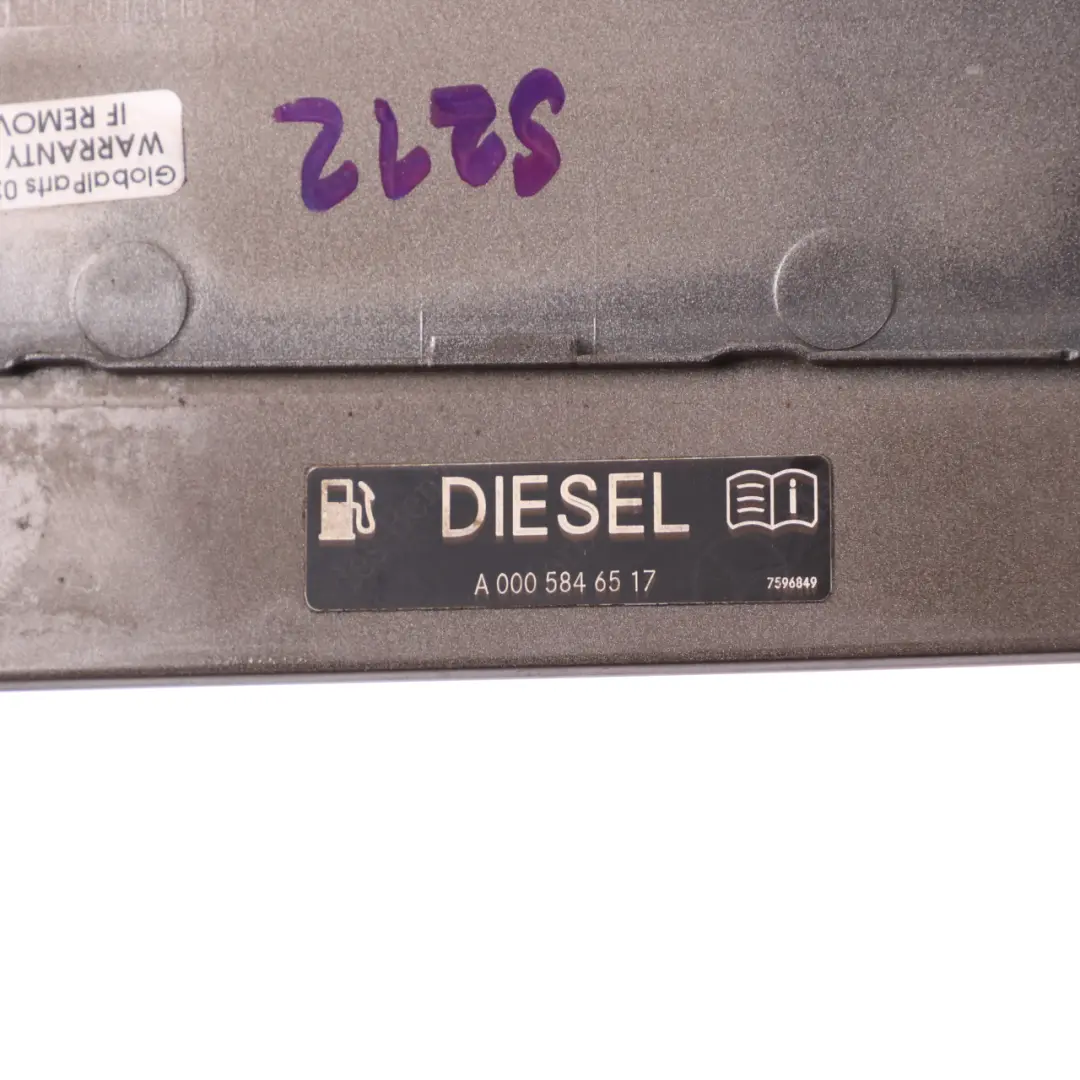 S212
GlobalParts
WARRANTY
IF REMOV
DIESEL
A 000 584 65 17
7596849